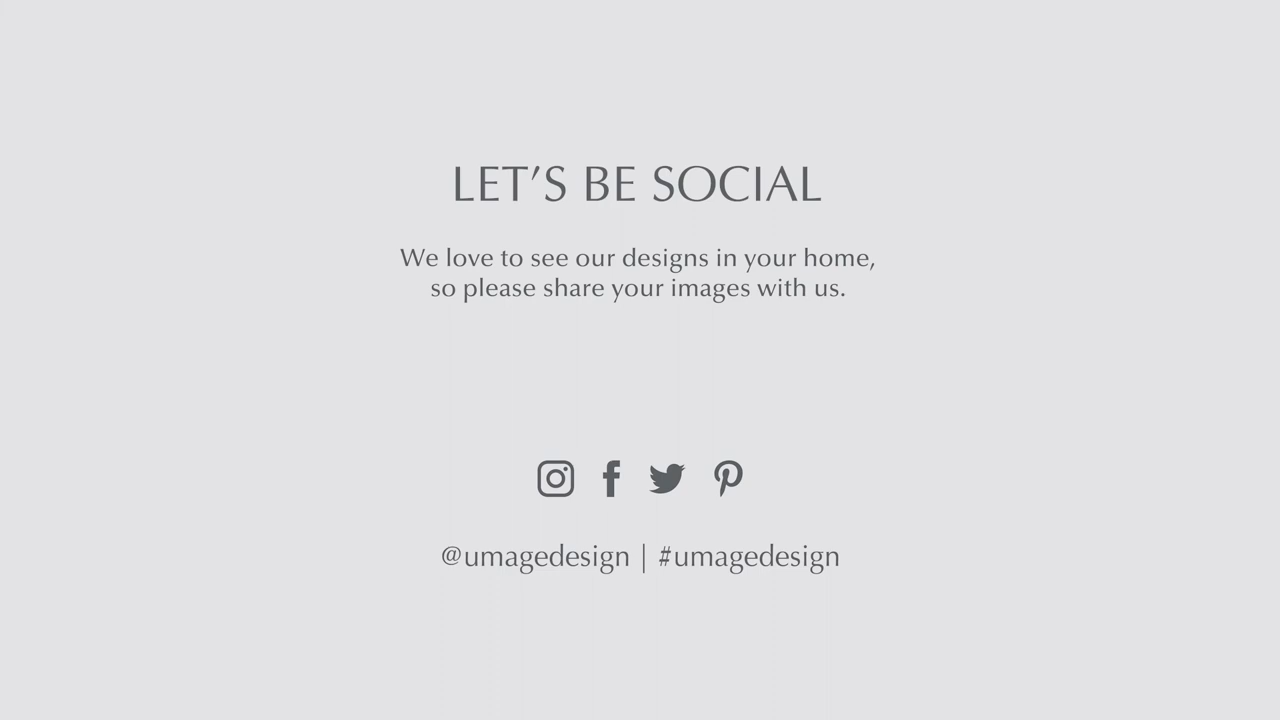 LET’S BE SOCIAL
We love to see our designs in your home,
so please share your images with us.
@umagedesign | #umagedesign